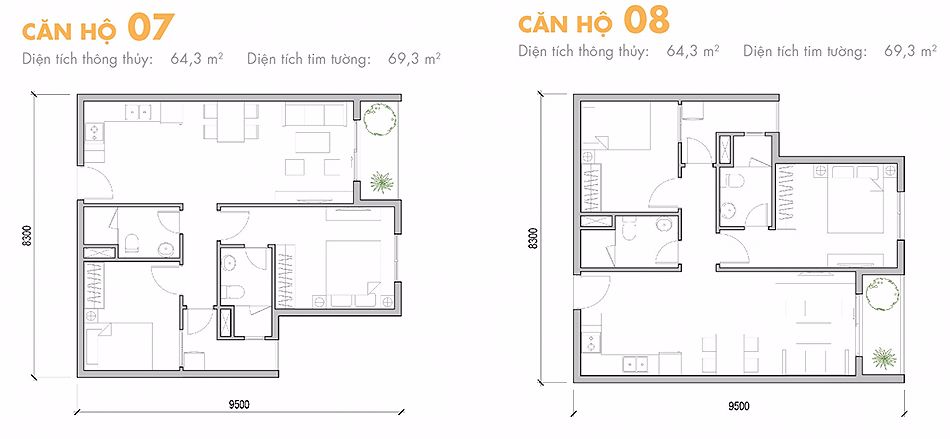 CĂN HỘ 07
Diện tích thông thủy: 64,3 m² Diện tích tim tường: 69,3 m²
8300
9500
CĂN HỘ 08
Diện tích thông thủy: 64,3 m² Diện tích tim tường: 69,3 m²
8300
9500